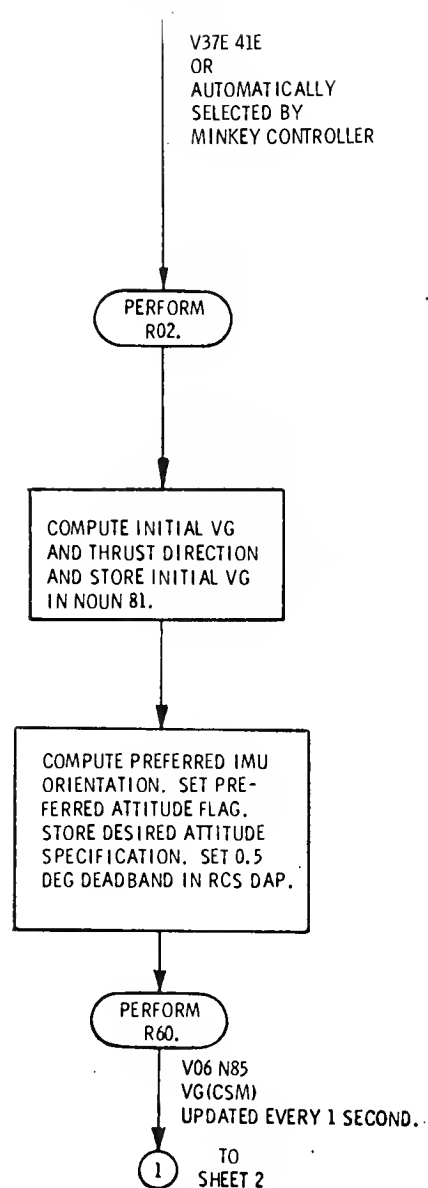 V37E 41E
OR
AUTOMATICALLY
SELECTED BY
MINKEY CONTROLLER
PERFORM
R02.
COMPUTE INITIAL VG
AND THRUST DIRECTION
AND STORE INITIAL VG
IN NOUN 81.
COMPUTE PREFERRED IMU
ORIENTATION. SET PRE-
FERRED ATTITUDE FLAG.
STORE DESIRED ATTITUDE
SPECIFICATION. SET 0.5
DEG DEADBAND IN RCS DAP.
PERFORM
R60.
V06 N85
VG(CSM)
UPDATED EVERY 1 SECOND.
1
TO
SHEET 2